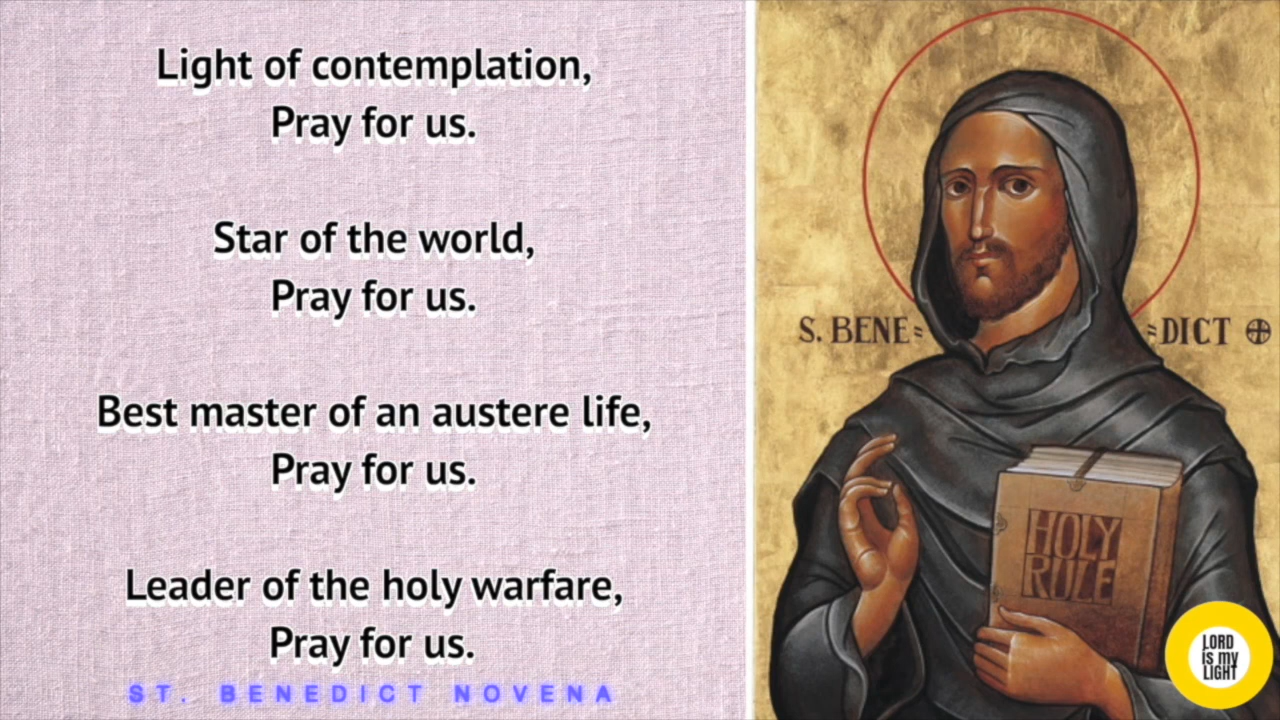 Light of contemplation,
Pray for us.
Star of the world,
Pray for us.
Best master of an austere life,
Pray for us.
Leader of the holy warfare,
Pray for us.
ST. BENEDICT NOVENA
S. BENE=
=DICT
HOLY
RULE
LORD
is my
LIGHT